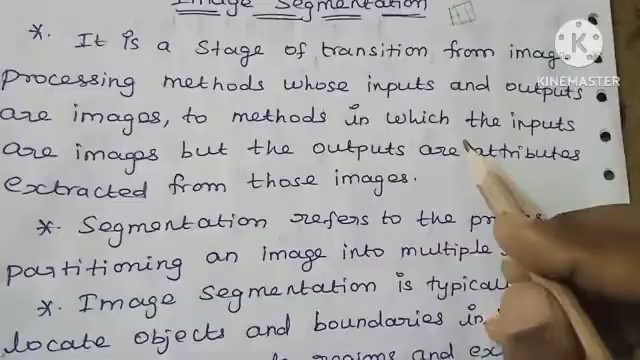 Image Segmentation
*. It is a stage of transition from image
processing methods whose inputs and outputs
are images, to methods in which the inputs
are images but the outputs are attributes
extracted from those images.
*. Segmentation refers to the
partitioning an image into multiple
*. Image segmentation is
locate objects and boundaries in
and
KINEMASTER